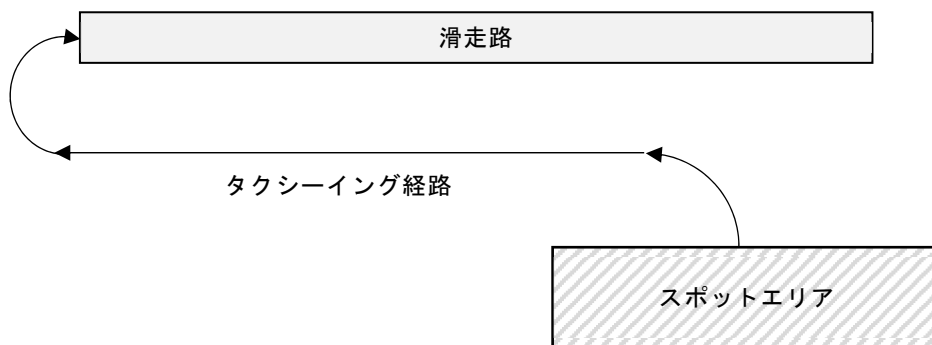 滑走路
タクシーイング経路
スポットエリア